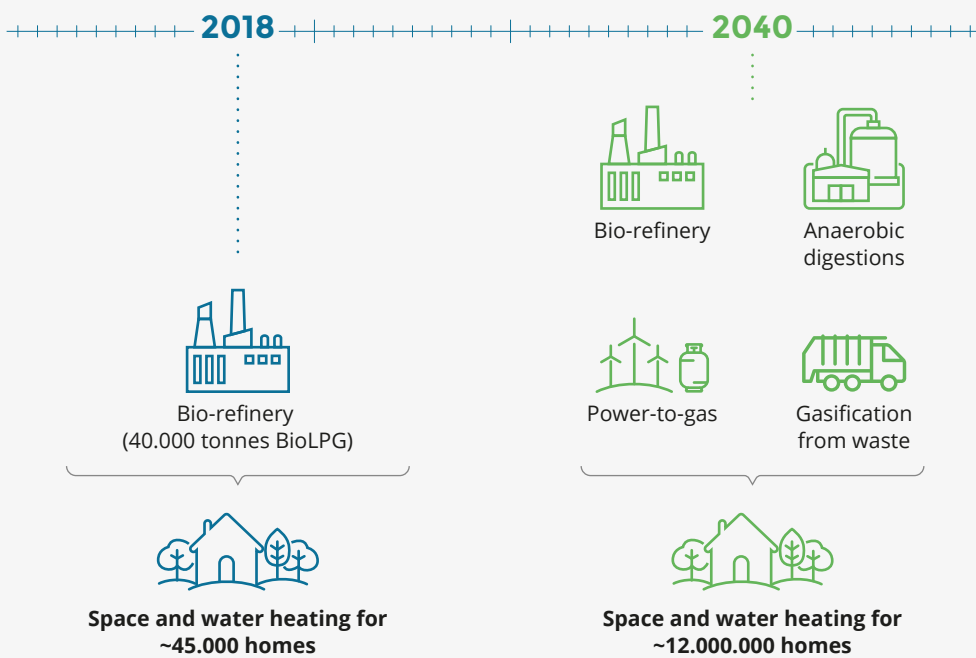 2018
2040
Bio-refinery
(40.000 tonnes BioLPG)
Space and water heating for
~45.000 homes
Bio-refinery
Anaerobic
digestions
Power-to-gas
Gasification
from waste
Space and water heating for
~12.000.000 homes